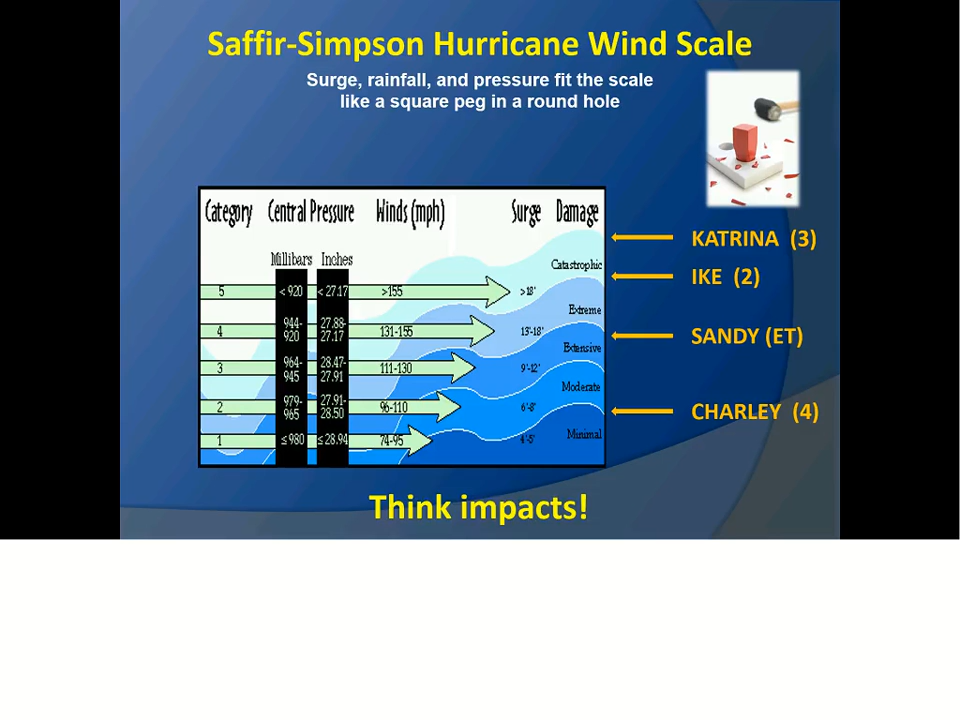 Saffir-Simpson Hurricane Wind Scale
Surge, rainfall, and pressure fit the scale
like a square peg in a round hole
Category Central Pressure Winds (mph) Surge Damage
Millibars Inches
KATRINA (3)
Catastrophic
IKE (2)
5 < 920 < 27.17 >155 >18'
Extreme
4 944-920 27.88-27.17 131-155 13'-18'
SANDY (ET)
Extensive
3 964-945 28.47-27.91 111-130 9'-12'
Moderate
2 979-965 27.91-28.50 96-110 6'-8'
CHARLEY (4)
Minimal
1 ≤ 980 ≤ 28.94 74-95 4'-5'
Think impacts!